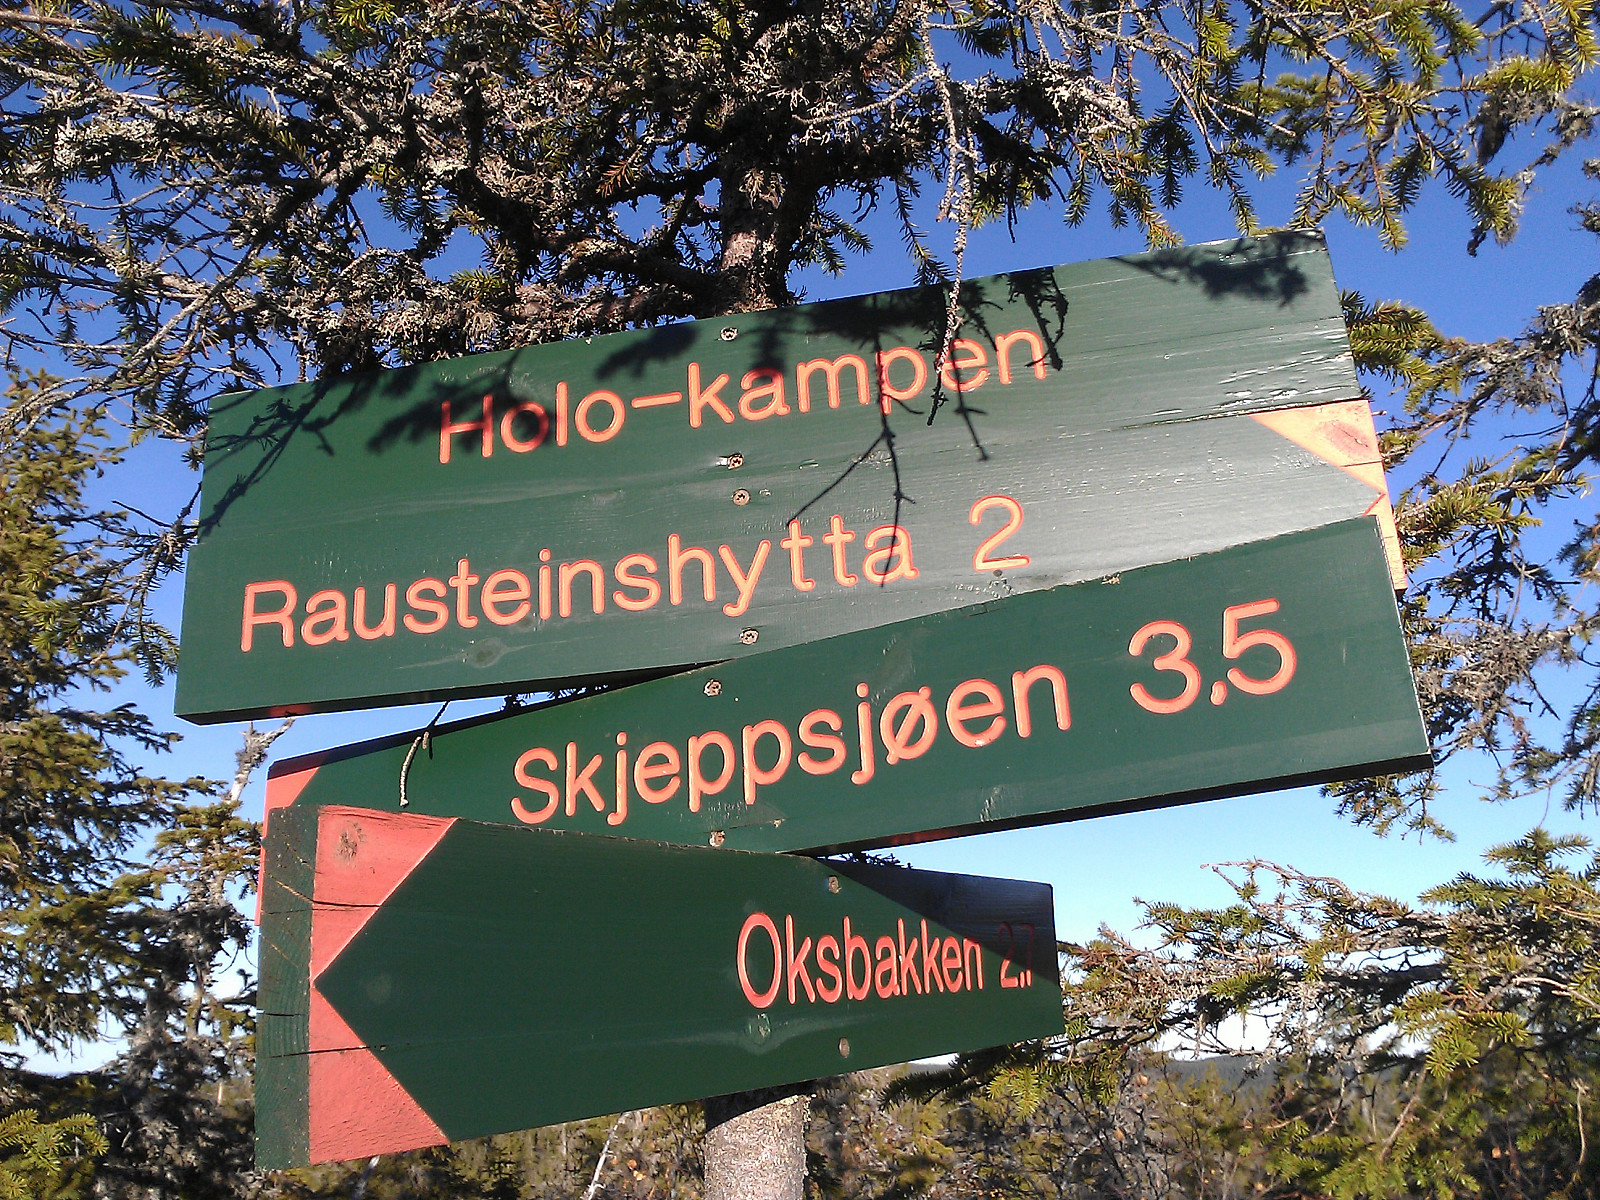 Holo-kampen
Rausteinshytta 2
Skjeppsjøen 3,5
Oksbakken 2.7